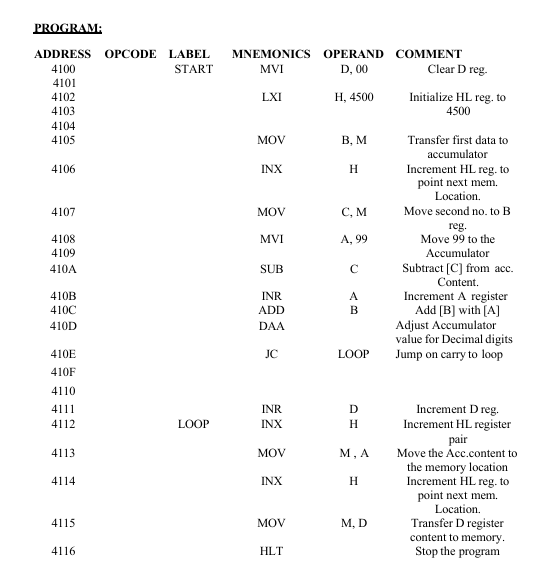 PROGRAM:
ADDRESS OPCODE LABEL MNEMONICS OPERAND COMMENT
4100 START MVI D, 00 Clear D reg.
4101
4102 LXI H, 4500 Initialize HL reg. to
4103 4500
4104
4105 MOV B, M Transfer first data to
accumulator
4106 INX H Increment HL reg. to
point next mem.
Location.
4107 MOV C, M Move second no. to B
reg.
4108 MVI A, 99 Move 99 to the
4109 Accumulator
410A SUB C Subtract [C] from acc.
Content.
410B INR A Increment A register
410C ADD B Add [B] with [A]
410D DAA Adjust Accumulator
value for Decimal digits
410E JC LOOP Jump on carry to loop
410F
4110
4111 INR D Increment D reg.
4112 LOOP INX H Increment HL register
pair
4113 MOV M , A Move the Acc.content to
the memory location
4114 INX H Increment HL reg. to
point next mem.
Location.
4115 MOV M, D Transfer D register
content to memory.
4116 HLT Stop the program